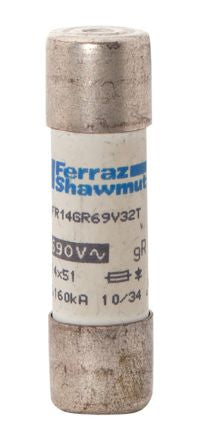 Ferraz
Shawmut
FR14GR69V32T
690V~ gR
4x51
160kA 10/34